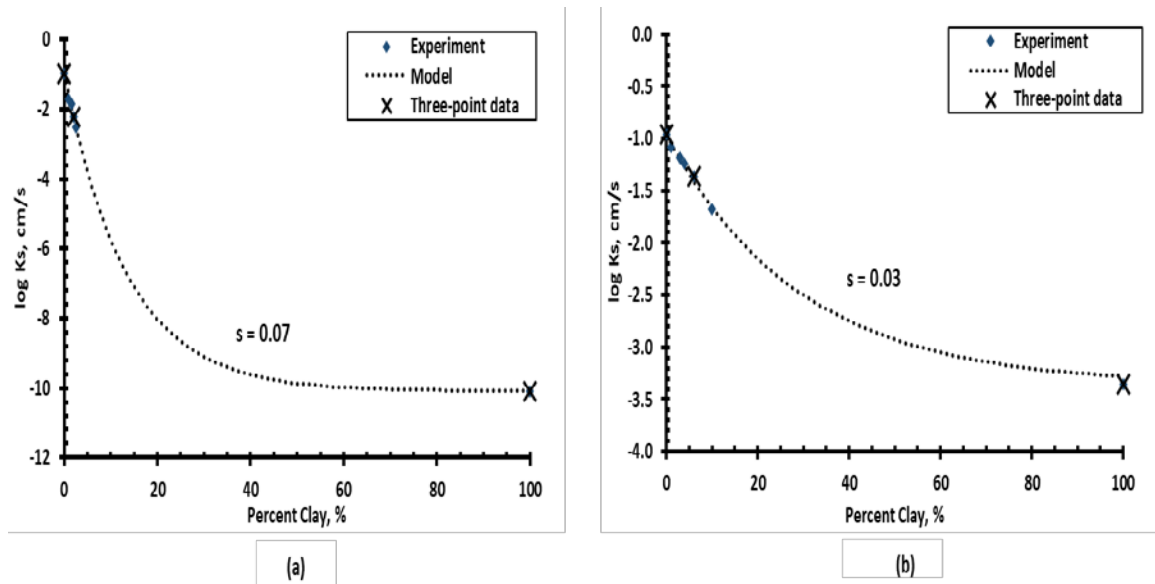 0
-2
-4
-6
-8
-10
-12
log Ks, cm/s
Experiment
Model
Three-point data
s = 0.07
0 20 40 60 80 100
Percent Clay, %
(a)
0.0
-0.5
-1.0
-1.5
-2.0
-2.5
-3.0
-3.5
-4.0
log Ks, cm/s
Experiment
Model
Three-point data
s = 0.03
0 20 40 60 80 100
Percent Clay, %
(b)